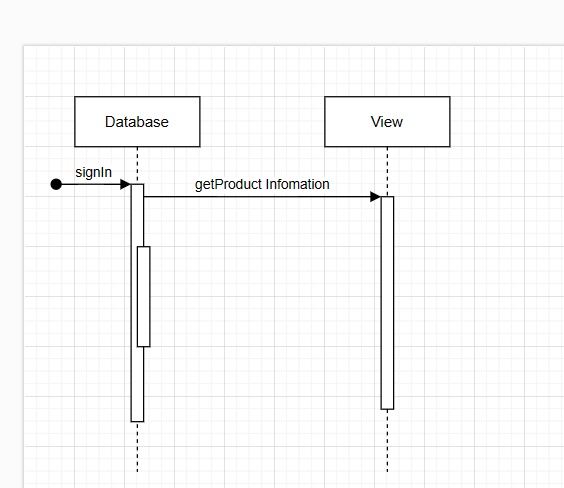 Database
View
signIn
getProduct Infomation